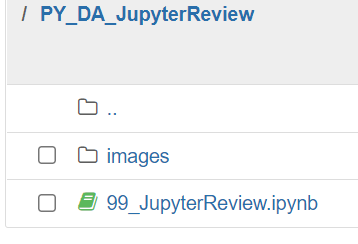 / PY_DA_JupyterReview
..
images
99_JupyterReview.ipynb